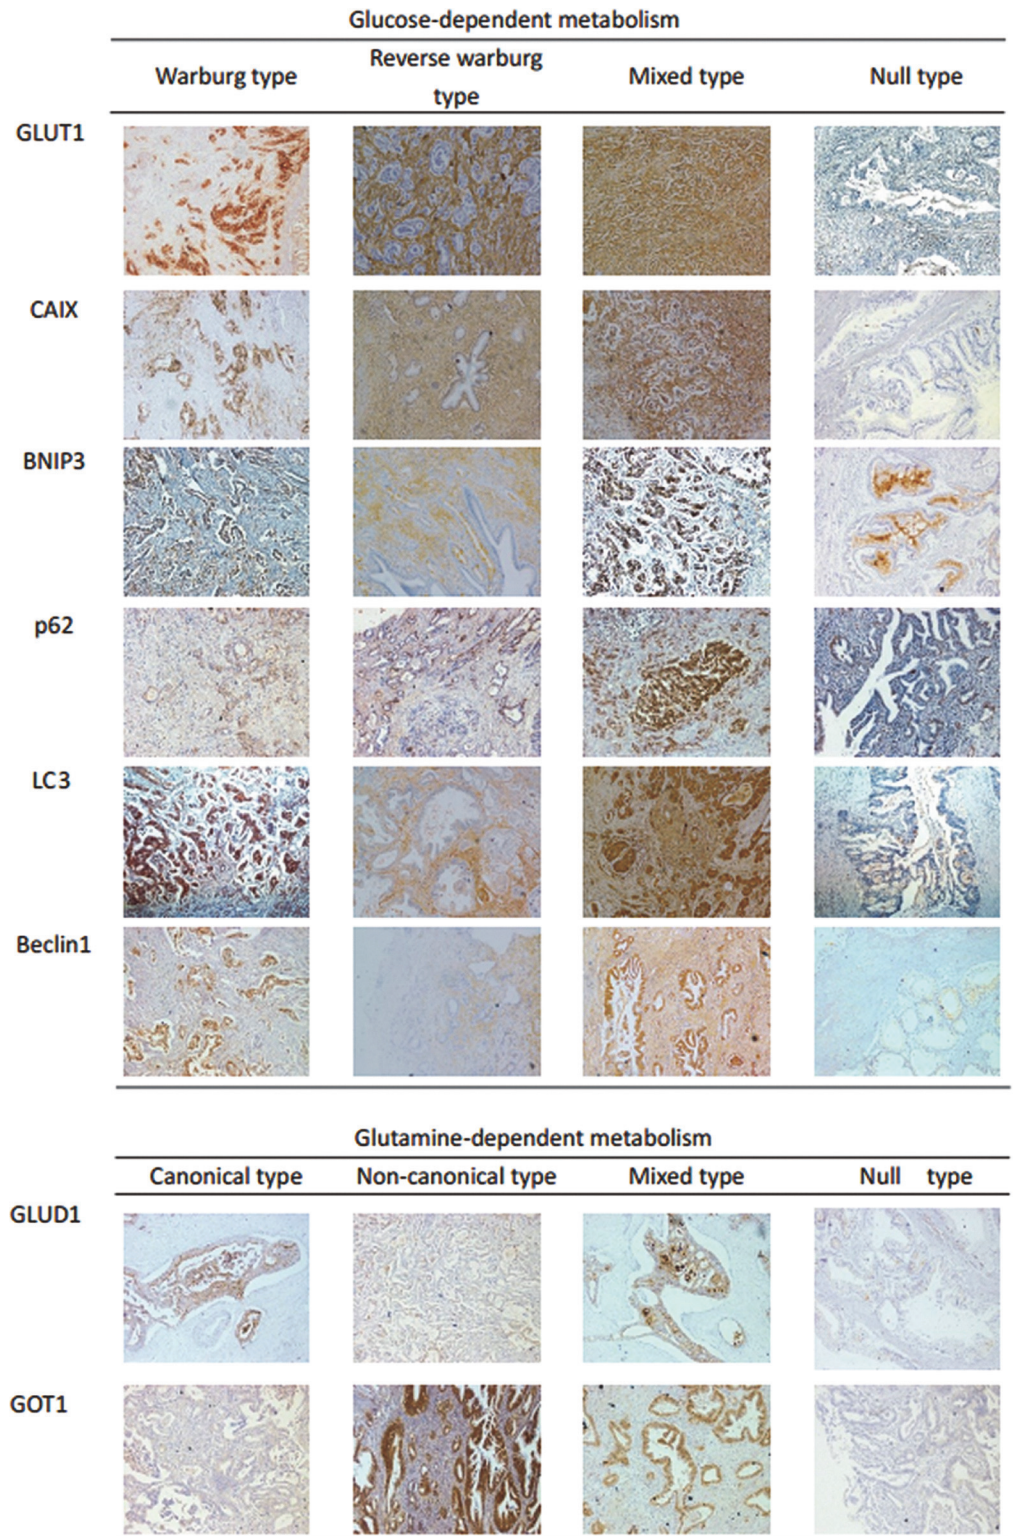 Glucose-dependent metabolism
Warburg type
Reverse warburg
type
Mixed type
Null type
GLUT1
CAIX
BNIP3
p62
LC3
Beclin1
Glutamine-dependent metabolism
Canonical type
Non-canonical type
Mixed type
Null type
GLUD1
GOT1